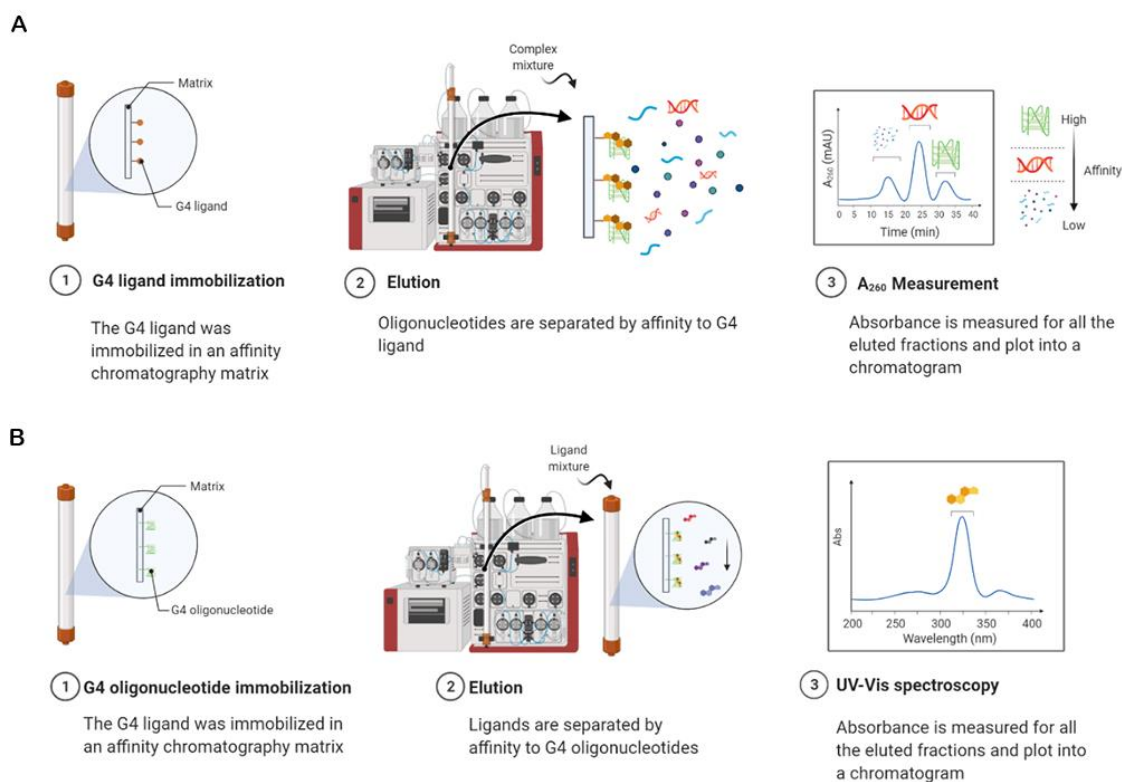 A
Matrix
G4 ligand
Complex
mixture
A₂₆₀ (mAU)
0 5 10 15 20 25 30 35 40
Time (min)
High
Affinity
Low
1 G4 ligand immobilization
The G4 ligand was
immobilized in an affinity
chromatography matrix
2 Elution
Oligonucleotides are separated by affinity to G4
ligand
3 A₂₆₀ Measurement
Absorbance is measured for all the
eluted fractions and plot into a
chromatogram
B
Matrix
G4 oligonucleotide
Ligand
mixture
Abs
200 250 300 350 400
Wavelength (nm)
1 G4 oligonucleotide immobilization
The G4 ligand was immobilized in
an affinity chromatography matrix
2 Elution
Ligands are separated by
affinity to G4 oligonucleotides
3 UV-Vis spectroscopy
Absorbance is measured for all
the eluted fractions and plot into
a chromatogram